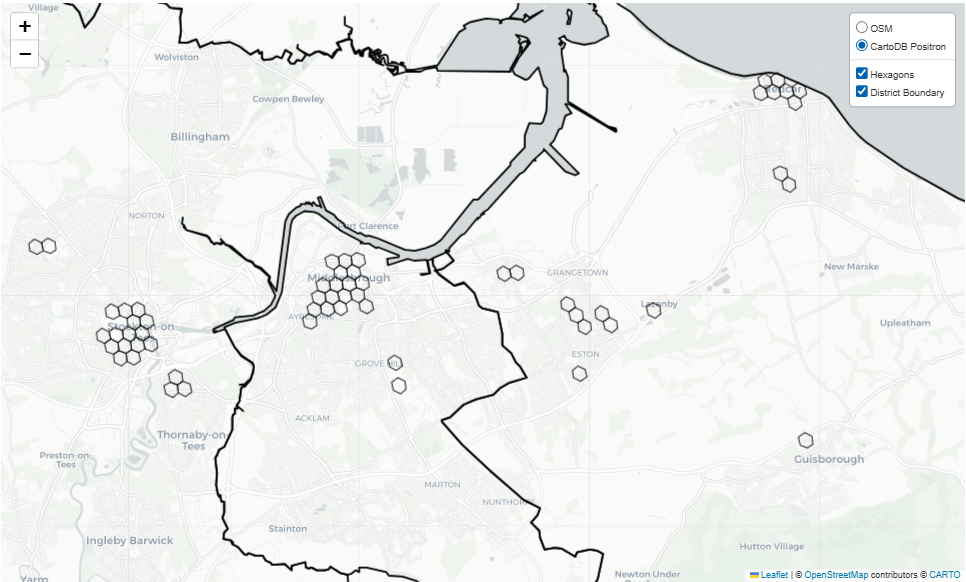 Village
+
−
Wolviston
Cowpen Bewley
Billingham
NORTON
Port Clarence
Middlesbrough
AYRESOME
Stockton-on
Tees
GROVE HILL
ACKLAM
Thornaby-on-
Tees
Preston-on-
Tees
MARTON
NUNTHORPE
Stainton
Ingleby Barwick
Yarm
Redcar
GRANGETOWN
New Marske
Lazenby
Upleatham
ESTON
Guisborough
Hutton Village
Newton Under
OSM
CartoDB Positron
Hexagons
District Boundary
Leaflet | © OpenStreetMap contributors © CARTO